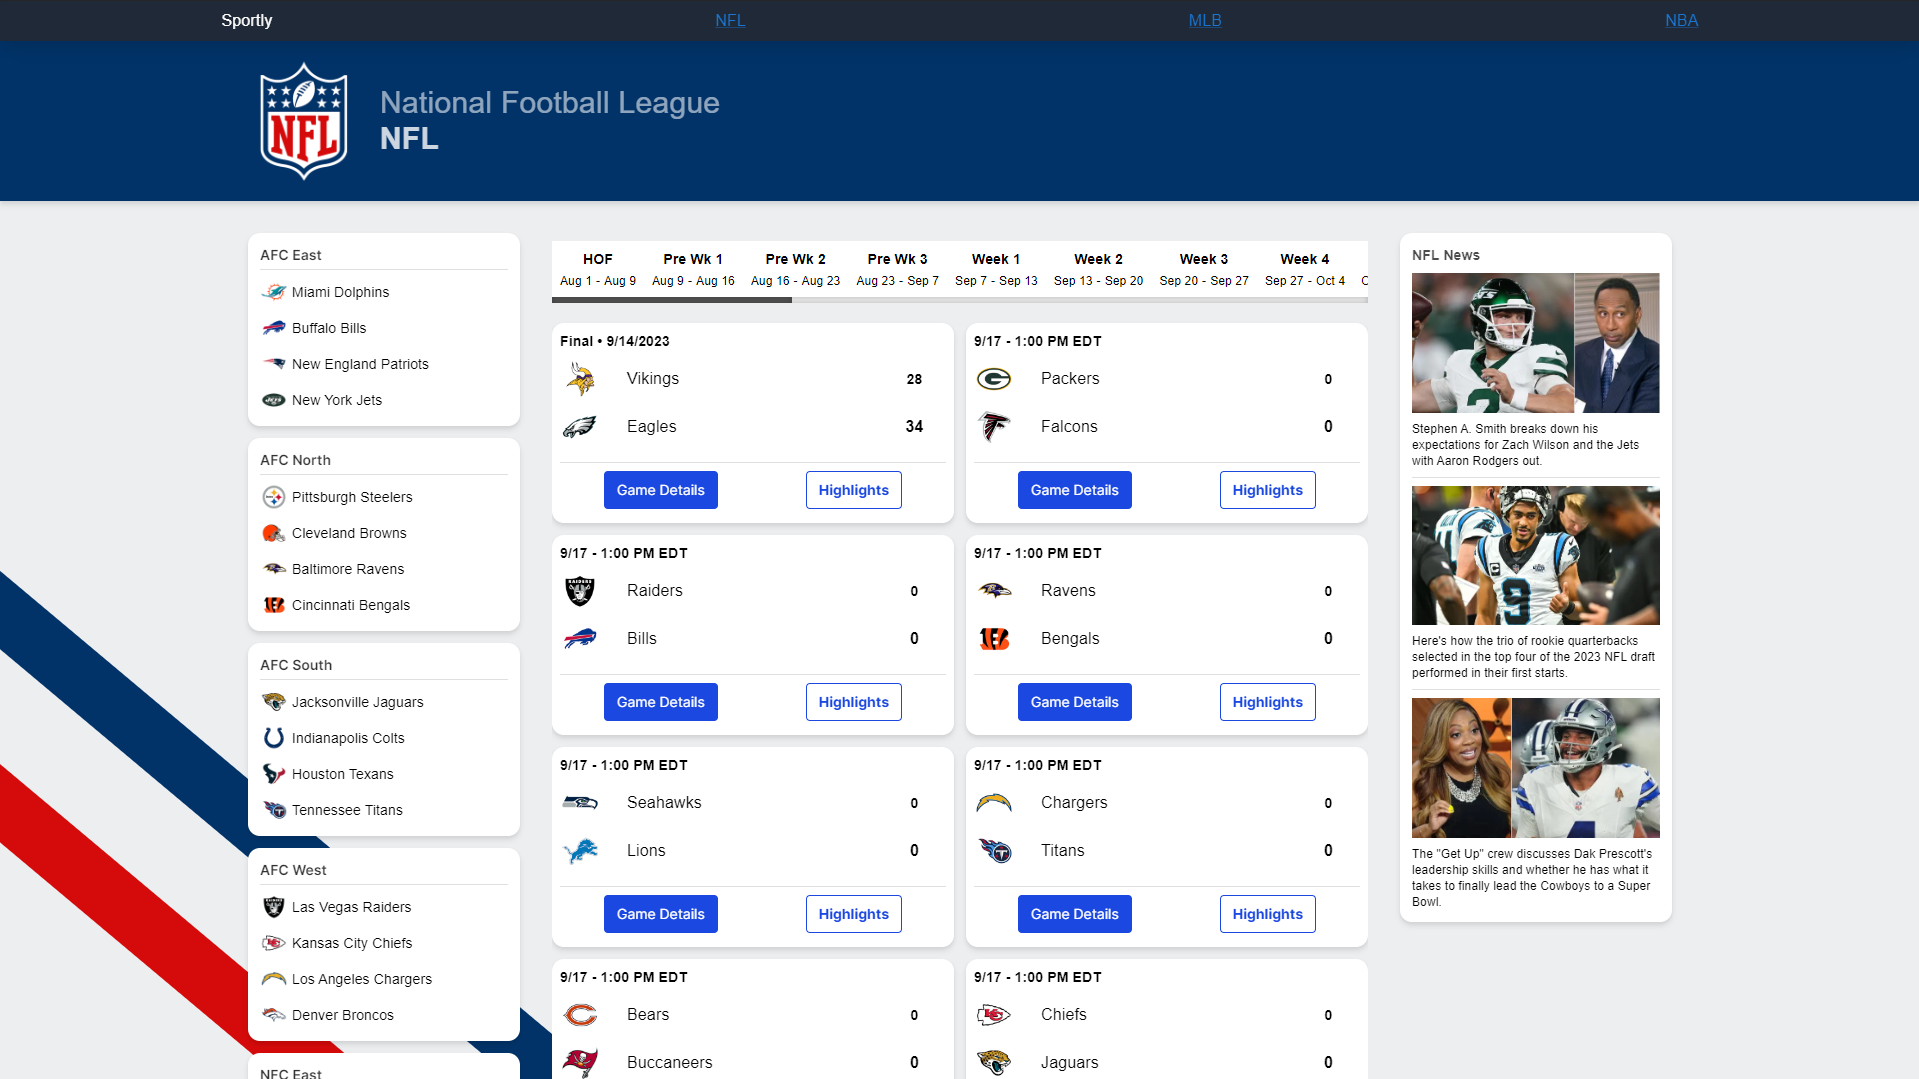 Sportly
NFL
MLB
NBA
NFL
National Football League
NFL
AFC East
Miami Dolphins
Buffalo Bills
New England Patriots
New York Jets
AFC North
Pittsburgh Steelers
Cleveland Browns
Baltimore Ravens
Cincinnati Bengals
AFC South
Jacksonville Jaguars
Indianapolis Colts
Houston Texans
Tennessee Titans
AFC West
Las Vegas Raiders
Kansas City Chiefs
Los Angeles Chargers
Denver Broncos
NFC East
HOF Pre Wk 1 Pre Wk 2 Pre Wk 3 Week 1 Week 2 Week 3 Week 4
Aug 1 - Aug 9 Aug 9 - Aug 16 Aug 16 - Aug 23 Aug 23 - Sep 7 Sep 7 - Sep 13 Sep 13 - Sep 20 Sep 20 - Sep 27 Sep 27 - Oct 4
Final • 9/14/2023
Vikings 28
Eagles 34
Game Details Highlights
9/17 - 1:00 PM EDT
Packers 0
Falcons 0
Game Details Highlights
9/17 - 1:00 PM EDT
Raiders 0
Bills 0
Game Details Highlights
9/17 - 1:00 PM EDT
Ravens 0
Bengals 0
Game Details Highlights
9/17 - 1:00 PM EDT
Seahawks 0
Lions 0
Game Details Highlights
9/17 - 1:00 PM EDT
Chargers 0
Titans 0
Game Details Highlights
9/17 - 1:00 PM EDT
Bears 0
Buccaneers 0
9/17 - 1:00 PM EDT
Chiefs 0
Jaguars 0
NFL News
Stephen A. Smith breaks down his
expectations for Zach Wilson and the Jets
with Aaron Rodgers out.
9
Here's how the trio of rookie quarterbacks
selected in the top four of the 2023 NFL draft
performed in their first starts.
4
The "Get Up" crew discusses Dak Prescott's
leadership skills and whether he has what it
takes to finally lead the Cowboys to a Super
Bowl.